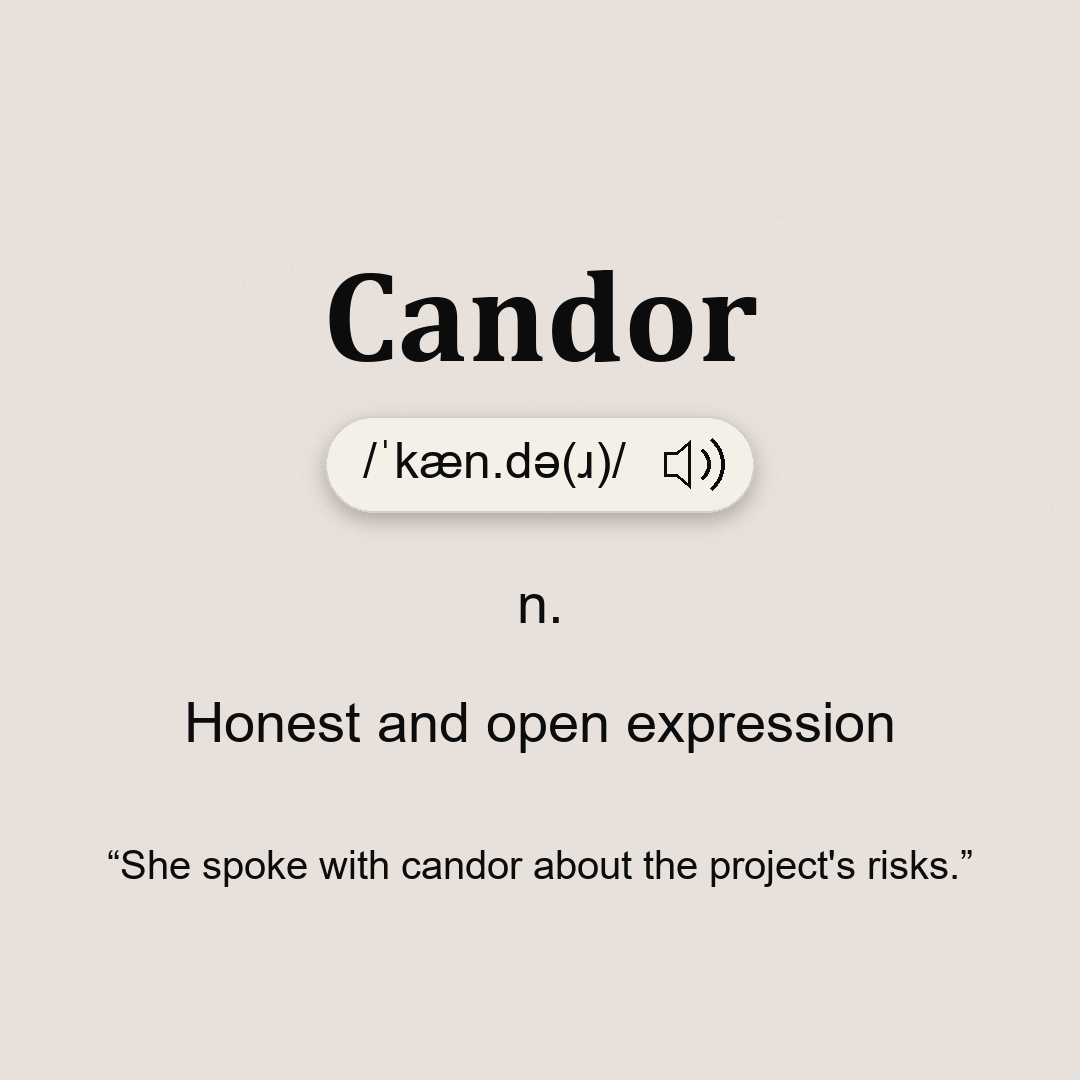 Candor
/ˈkæn.də(ɹ)/
n.
Honest and open expression
“She spoke with candor about the project's risks.”